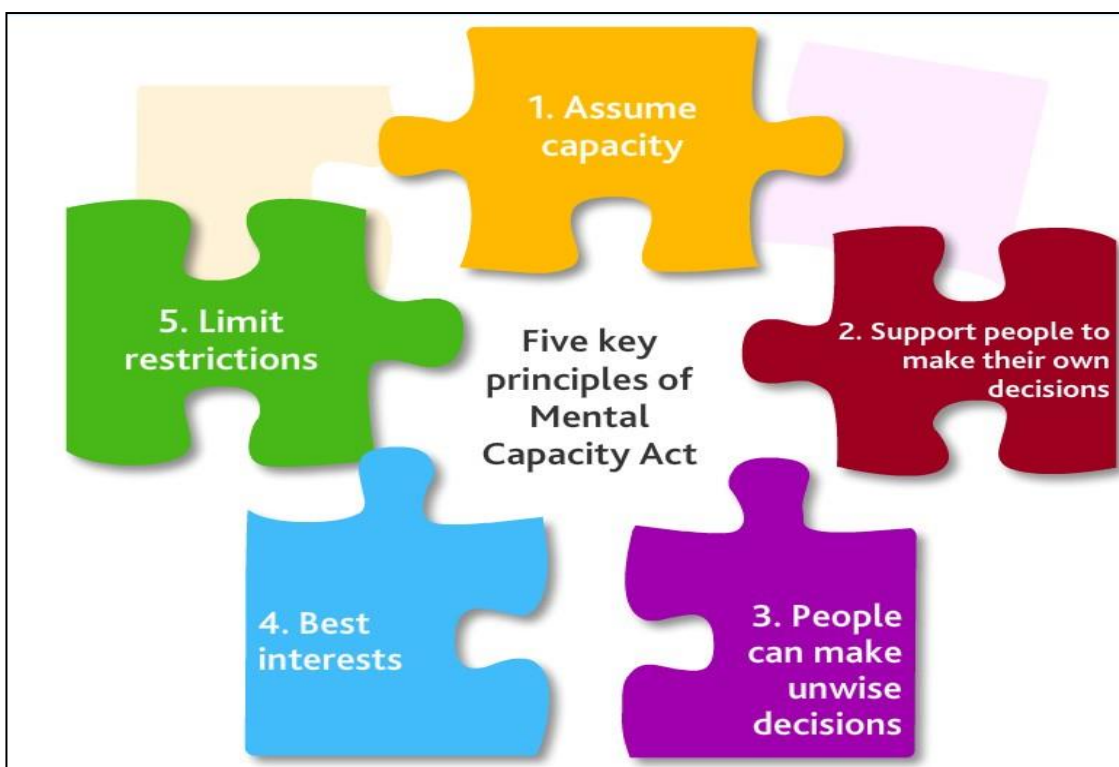 1. Assume
capacity
2. Support people to
make their own
decisions
3. People
can make
unwise
decisions
4. Best
interests
5. Limit
restrictions
Five key
principles of
Mental
Capacity Act